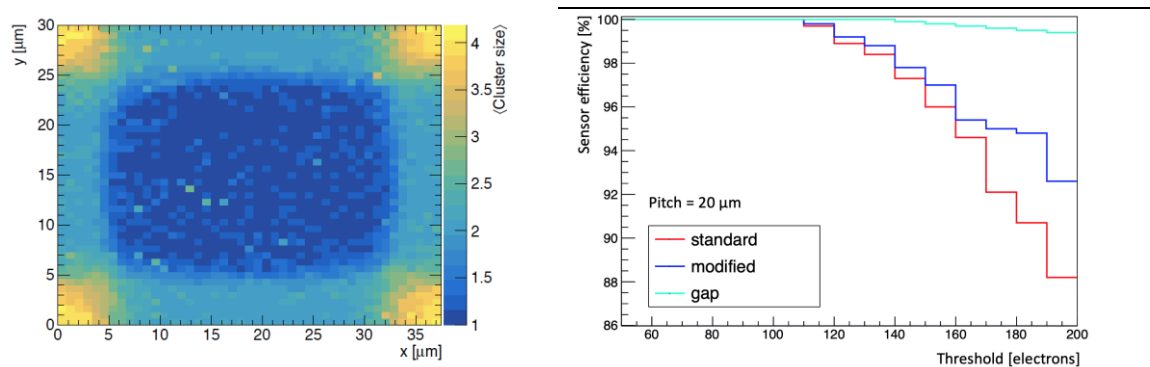 y [μm]
30
25
20
15
10
5
0
0 5 10 15 20 25 30 35
x [μm]
4
3.5
3
2.5
2
1.5
1
⟨Cluster size⟩
Sensor efficiency [%]
100
98
96
94
92
90
88
86
Pitch = 20 μm
standard
modified
gap
60 80 100 120 140 160 180 200
Threshold [electrons]